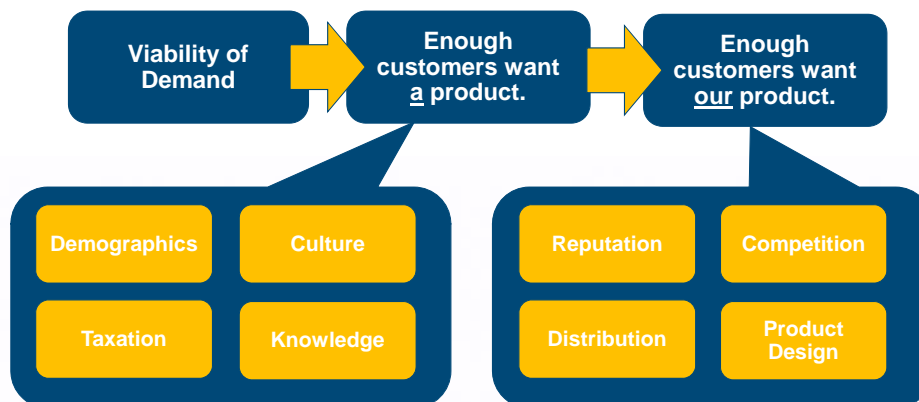 Viability of
Demand
Enough
customers want
a product.
Enough
customers want
our product.
Demographics
Culture
Taxation
Knowledge
Reputation
Competition
Distribution
Product
Design